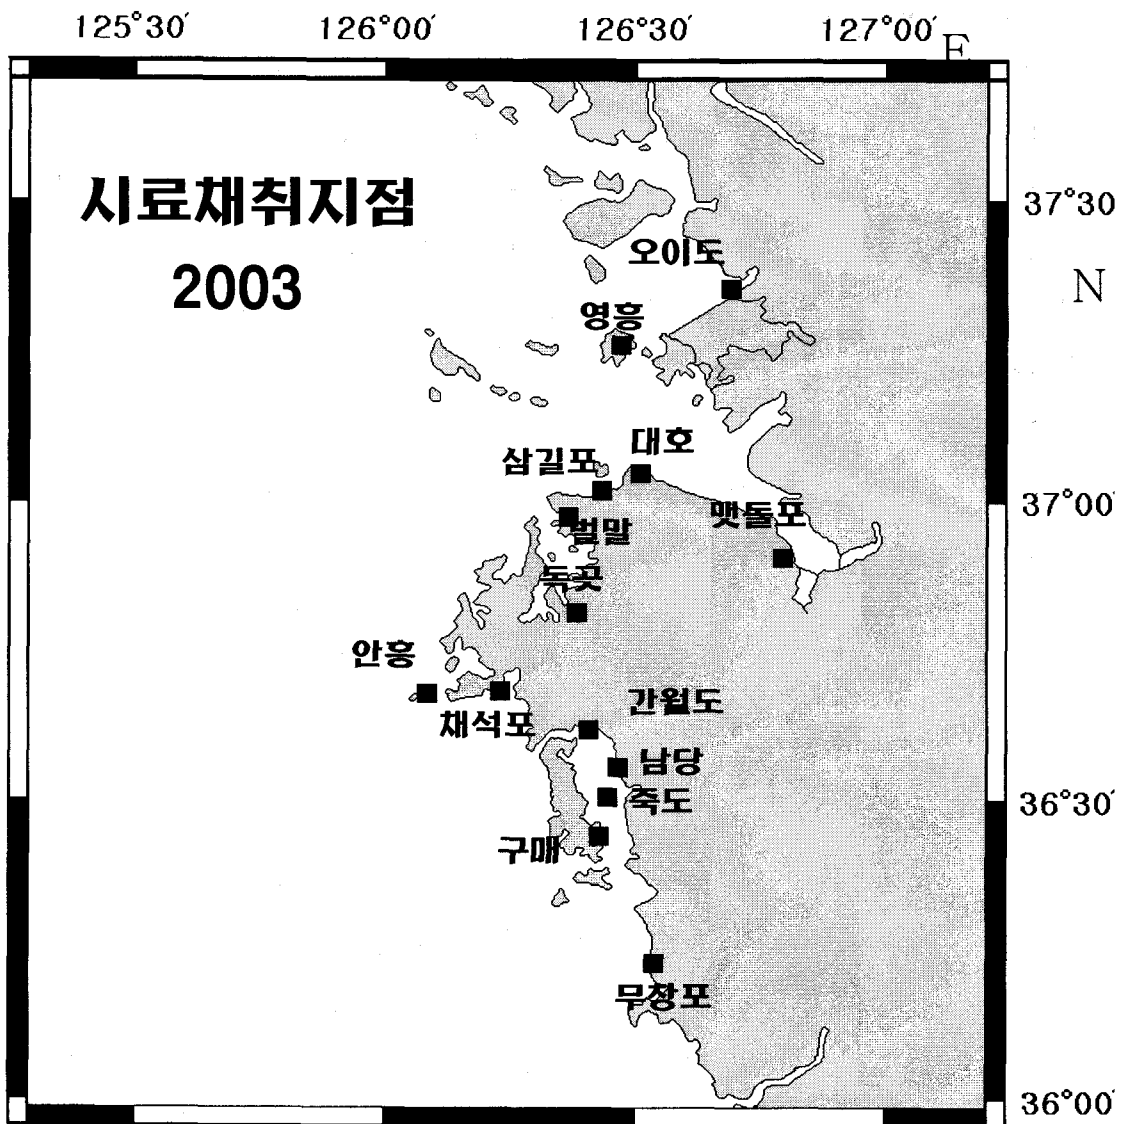 125°30′ 126°00′ 126°30′ 127°00′ E
시료채취지점
2003
37°30
N
오이도
영흥
대호
삼길포
37°00′
맷돌포
벌말
독곶
안흥
간월도
채석포
남당
죽도
36°30′
구매
무창포
36°00′